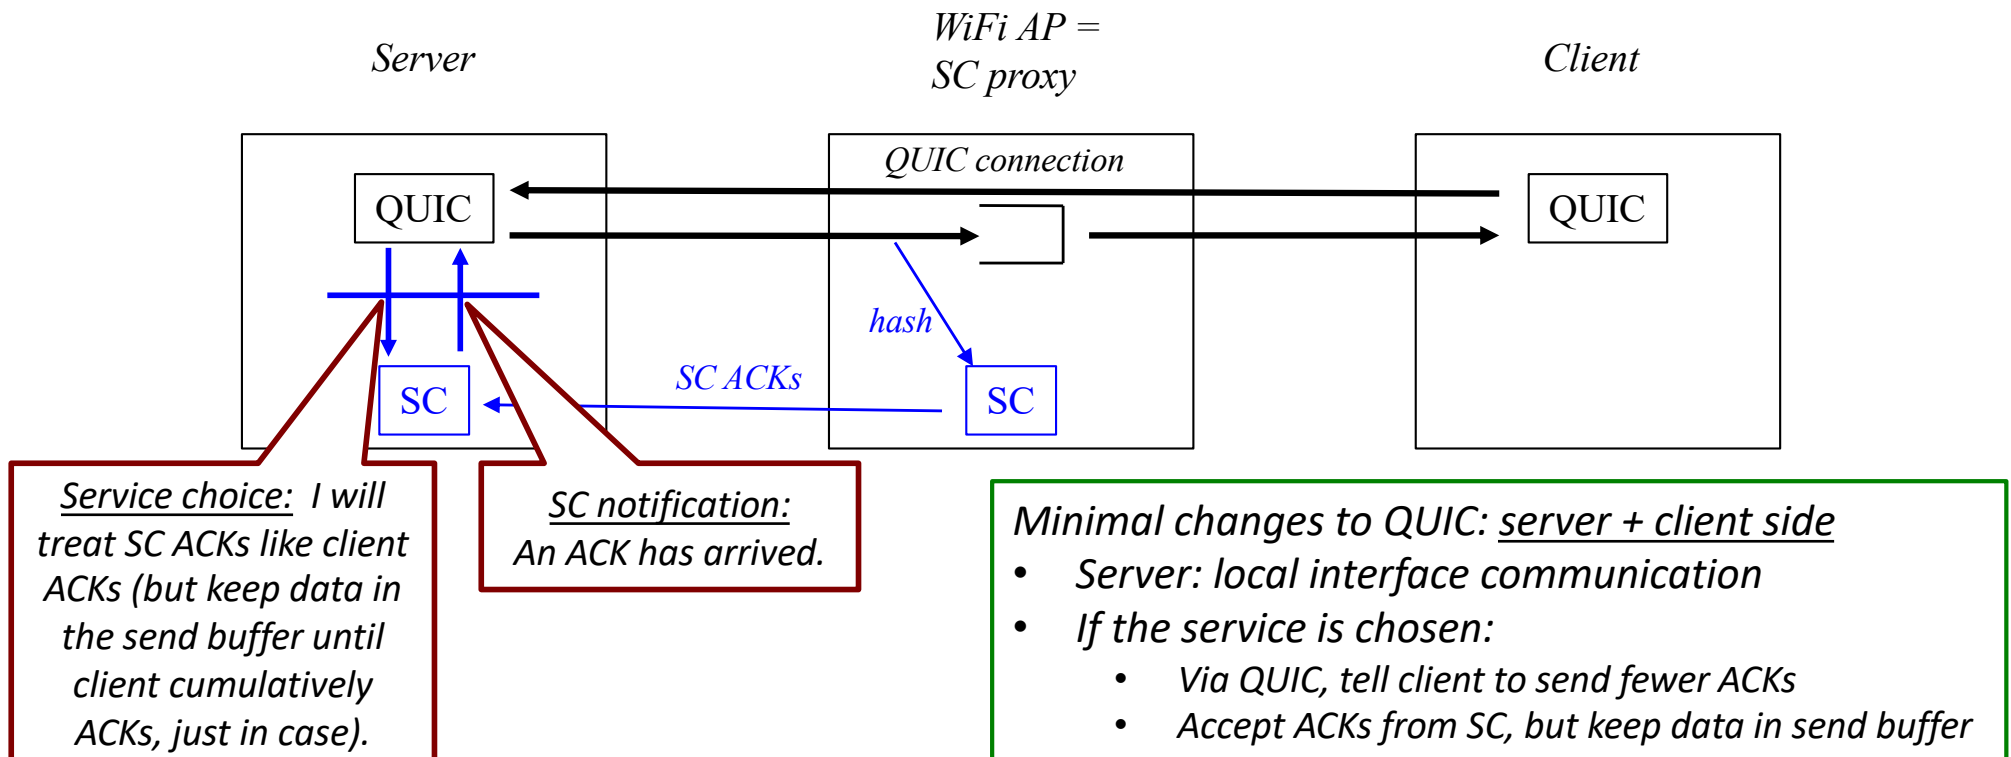 Server
WiFi AP =
SC proxy
Client
QUIC connection
QUIC
QUIC
hash
SC ACKs
SC
SC
Service choice: I will
treat SC ACKs like client
ACKs (but keep data in
the send buffer until
client cumulatively
ACKs, just in case).
SC notification:
An ACK has arrived.
Minimal changes to QUIC: server + client side
• Server: local interface communication
• If the service is chosen:
• Via QUIC, tell client to send fewer ACKs
• Accept ACKs from SC, but keep data in send buffer